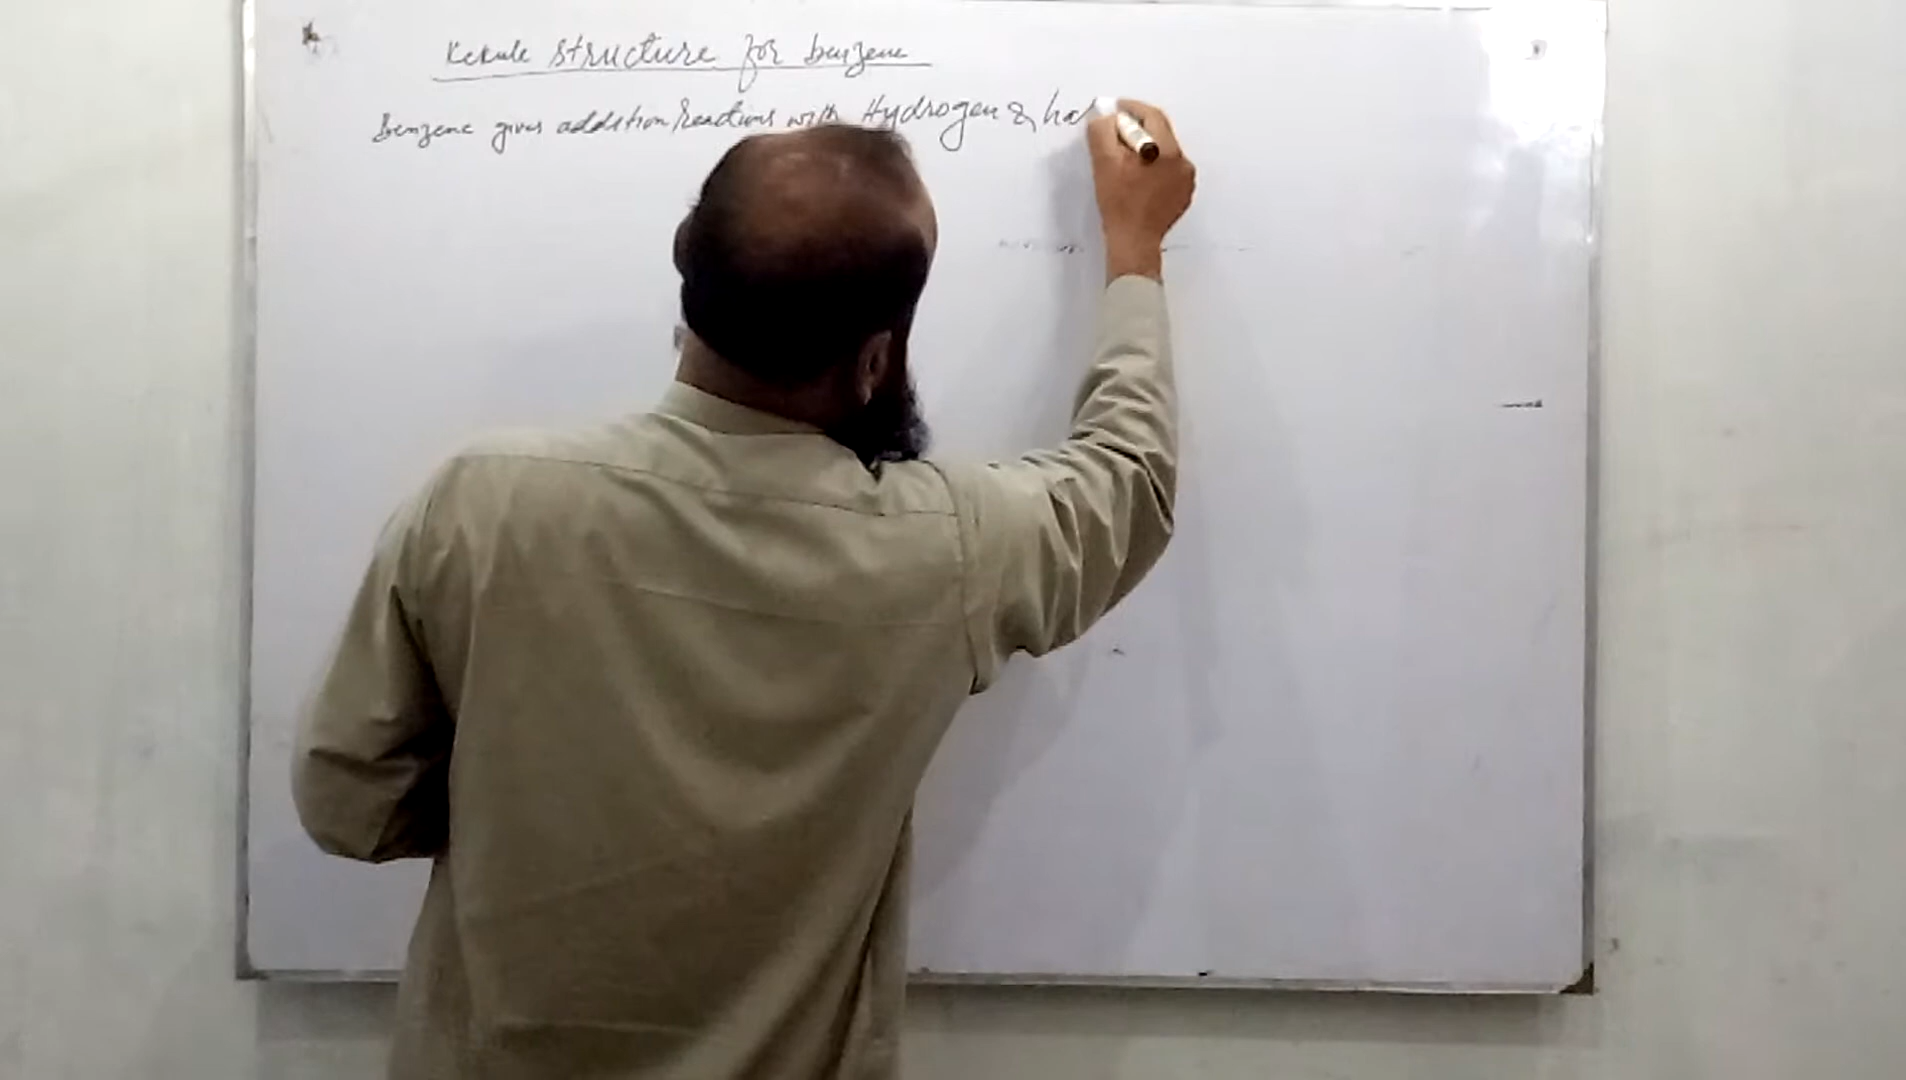 Kekule structure for benzene
Benzene gives addition reactions with Hydrogen & ha